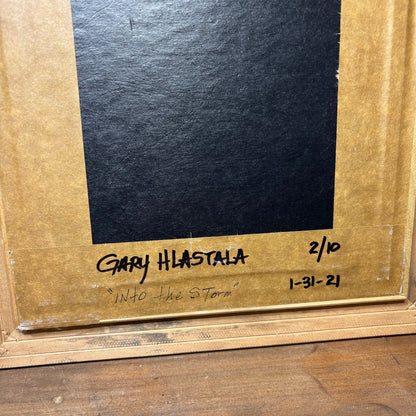 GARY HLASTALA 2/10
"INto the STorm" 1-31-21